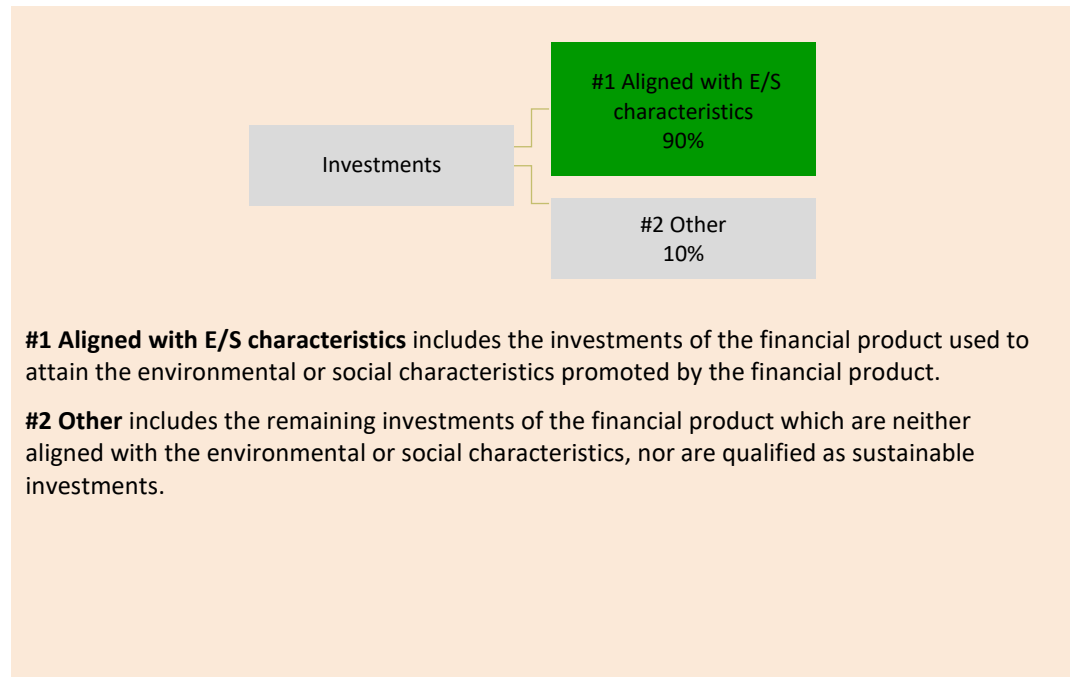 #1 Aligned with E/S
characteristics
90%
Investments
#2 Other
10%
#1 Aligned with E/S characteristics includes the investments of the financial product used to
attain the environmental or social characteristics promoted by the financial product.
#2 Other includes the remaining investments of the financial product which are neither
aligned with the environmental or social characteristics, nor are qualified as sustainable
investments.